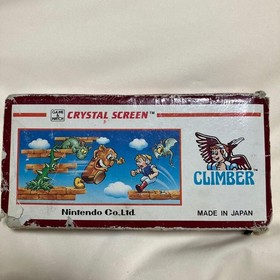 GAME & WATCH
CRYSTAL SCREEN™
CLIMBER
Nintendo Co., Ltd.
MADE IN JAPAN